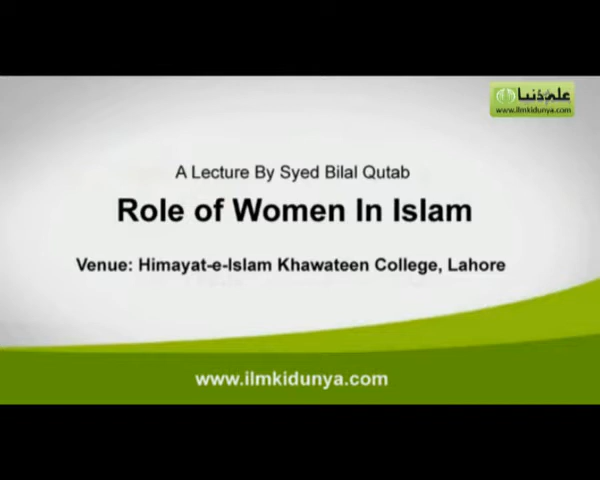 علم کی دنیا
www.ilmkidunya.com
A Lecture By Syed Bilal Qutab
Role of Women In Islam
Venue: Himayat-e-Islam Khawateen College, Lahore
www.ilmkidunya.com